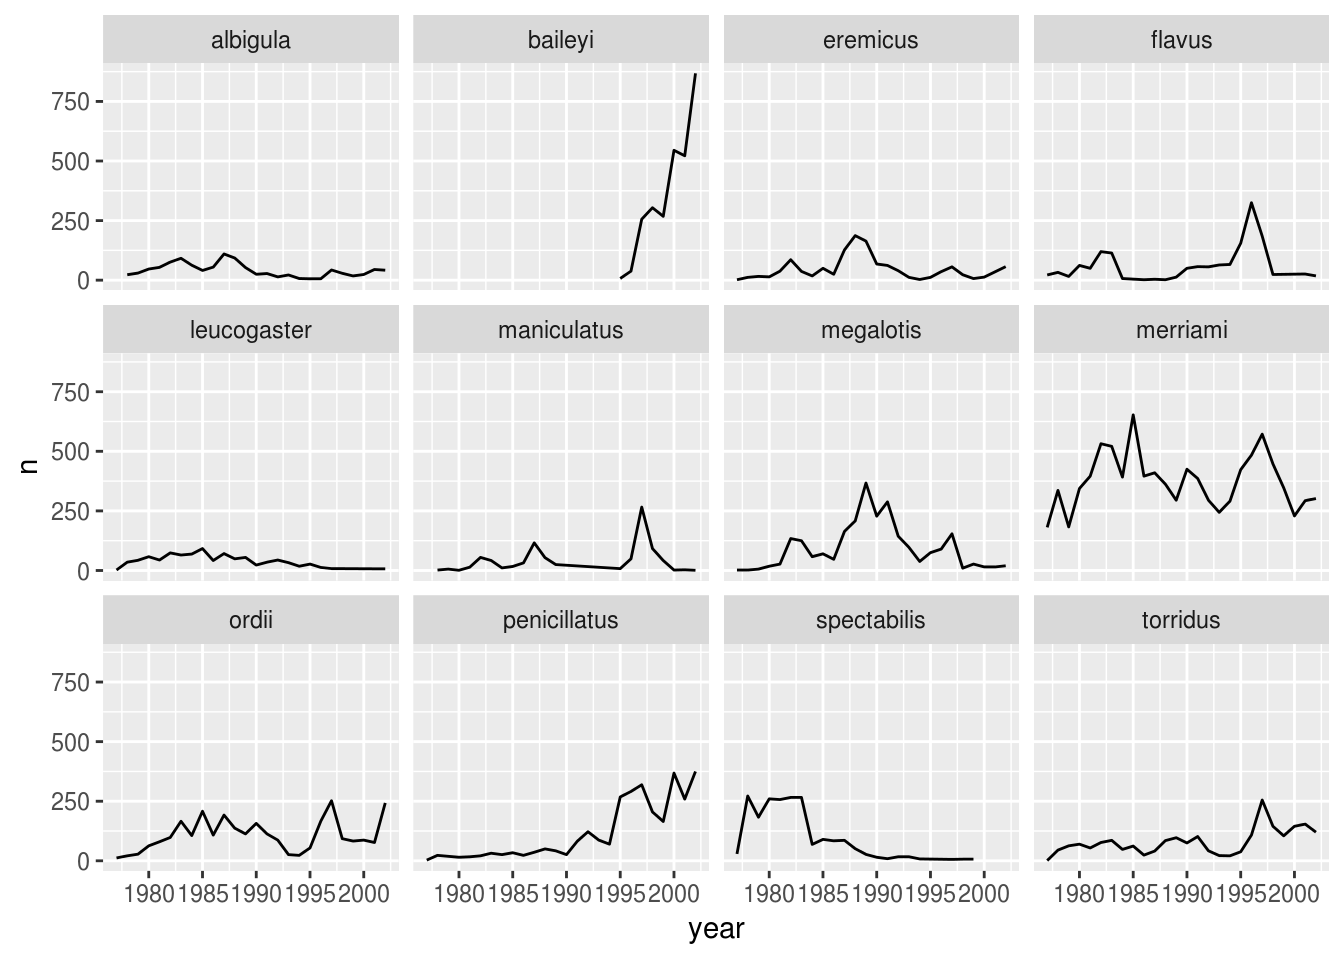 albigula baileyi eremicus flavus
750
500
250
0
leucogaster maniculatus megalotis merriami
750
500
250
0
n
ordii penicillatus spectabilis torridus
750
500
250
0
1980 1985 1990 1995 2000 1980 1985 1990 1995 2000 1980 1985 1990 1995 2000 1980 1985 1990 1995 2000
year